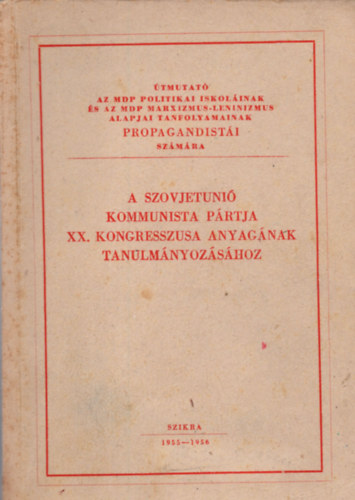 ÚTMUTATÓ
AZ MDP POLITIKAI ISKOLÁINAK
ÉS AZ MDP MARXIZMUS-LENINIZMUS
ALAPJAI TANFOLYAMAINAK
PROPAGANDISTÁI
SZÁMÁRA
A SZOVJETUNIÓ
KOMMUNISTA PÁRTJA
XX. KONGRESSZUSA ANYAGÁNAK
TANULMÁNYOZÁSÁHOZ
SZIKRA
1955—1956